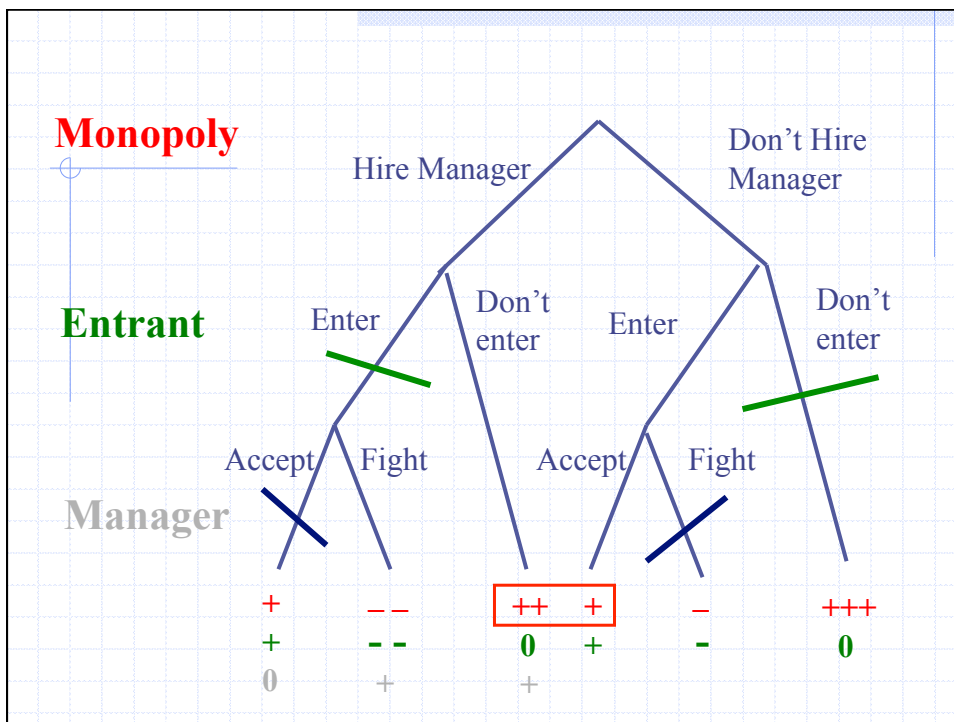 Monopoly
Hire Manager
Don't Hire
Manager
Entrant
Enter
Don't
enter
Enter
Don't
enter
Accept
Fight
Accept
Fight
Manager
+ – – ++ + – +++
+ - - 0 + - 0
0 + +